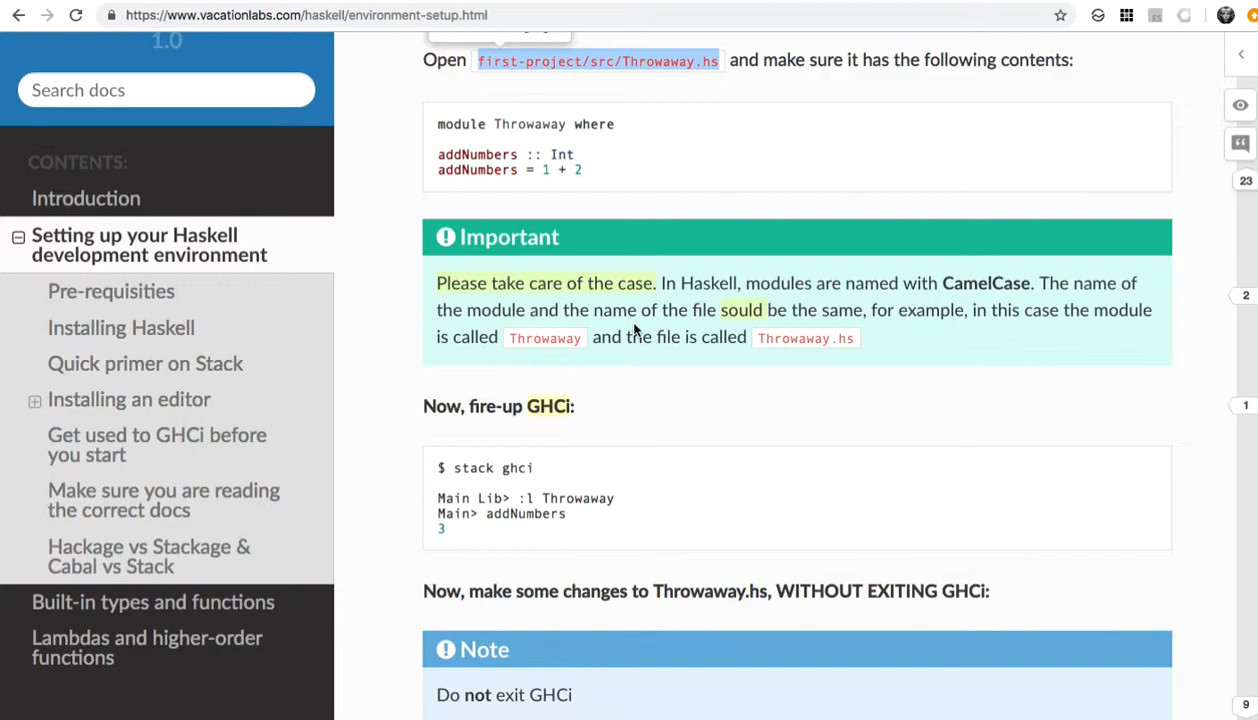 https://www.vacationlabs.com/haskell/environment-setup.html
1.0
Search docs
CONTENTS:
Introduction
Setting up your Haskell
development environment
Pre-requisities
Installing Haskell
Quick primer on Stack
Installing an editor
Get used to GHCi before
you start
Make sure you are reading
the correct docs
Hackage vs Stackage &
Cabal vs Stack
Built-in types and functions
Lambdas and higher-order
functions
Open first-project/src/Throwaway.hs and make sure it has the following contents:
module Throwaway where
addNumbers :: Int
addNumbers = 1 + 2
Important
Please take care of the case. In Haskell, modules are named with CamelCase. The name of
the module and the name of the file sould be the same, for example, in this case the module
is called Throwaway and the file is called Throwaway.hs
Now, fire-up GHCi:
$ stack ghci
Main Lib> :l Throwaway
Main> addNumbers
3
Now, make some changes to Throwaway.hs, WITHOUT EXITING GHCi:
Note
Do not exit GHCi
23
2
1
9